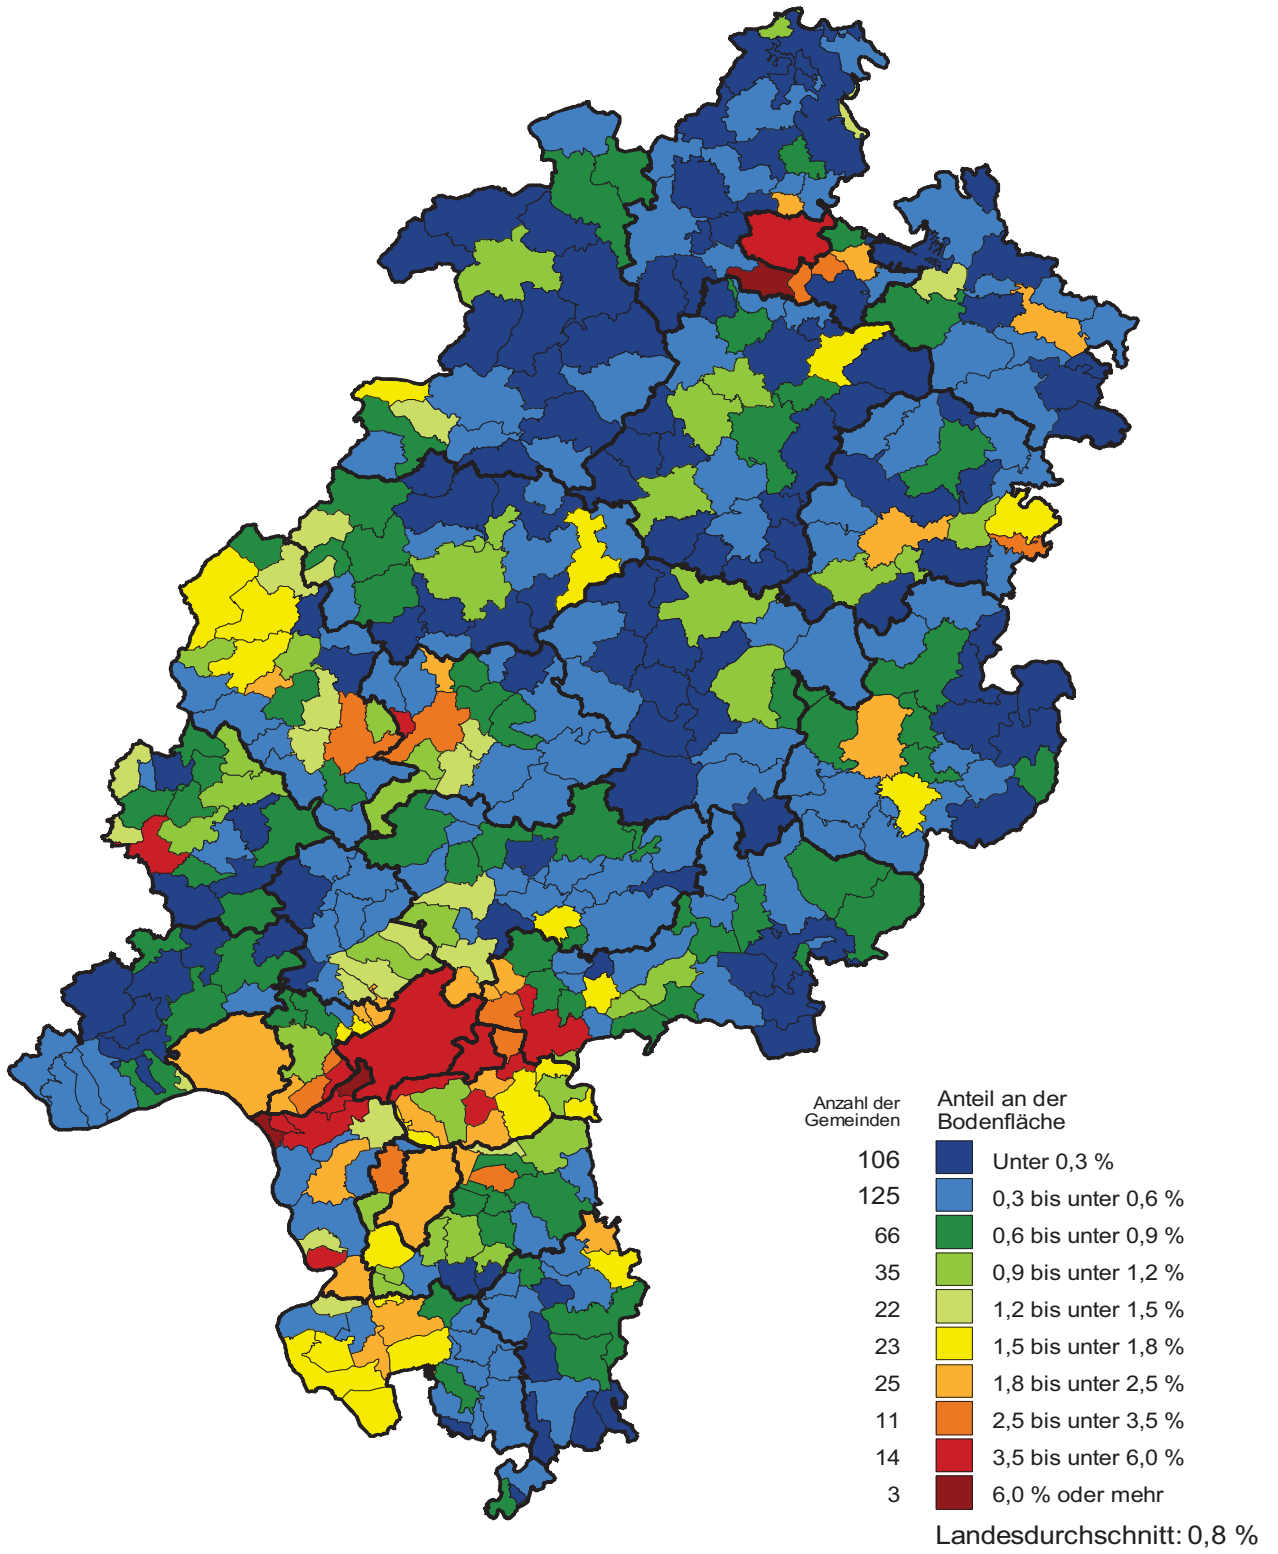 Anzahl der
Gemeinden
Anteil an der
Bodenfläche
106 Unter 0,3 %
125 0,3 bis unter 0,6 %
66 0,6 bis unter 0,9 %
35 0,9 bis unter 1,2 %
22 1,2 bis unter 1,5 %
23 1,5 bis unter 1,8 %
25 1,8 bis unter 2,5 %
11 2,5 bis unter 3,5 %
14 3,5 bis unter 6,0 %
3 6,0 % oder mehr
Landesdurchschnitt: 0,8 %